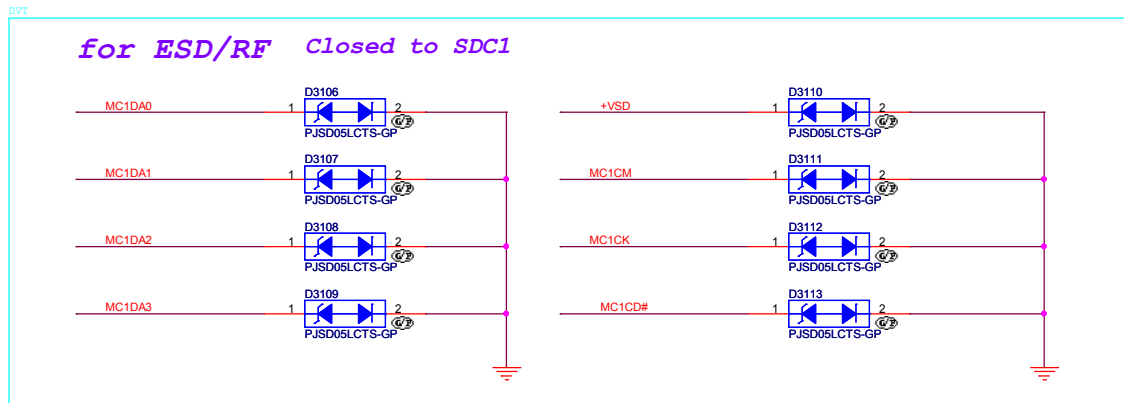 DVT
for ESD/RF Closed to SDC1
D3106
MC1DA0 1 2
G/P
PJSD05LCTS-GP
D3110
+VSD 1 2
G/P
PJSD05LCTS-GP
D3107
MC1DA1 1 2
G/P
PJSD05LCTS-GP
D3111
MC1CM 1 2
G/P
PJSD05LCTS-GP
D3108
MC1DA2 1 2
G/P
PJSD05LCTS-GP
D3112
MC1CK 1 2
G/P
PJSD05LCTS-GP
D3109
MC1DA3 1 2
G/P
PJSD05LCTS-GP
D3113
MC1CD# 1 2
G/P
PJSD05LCTS-GP